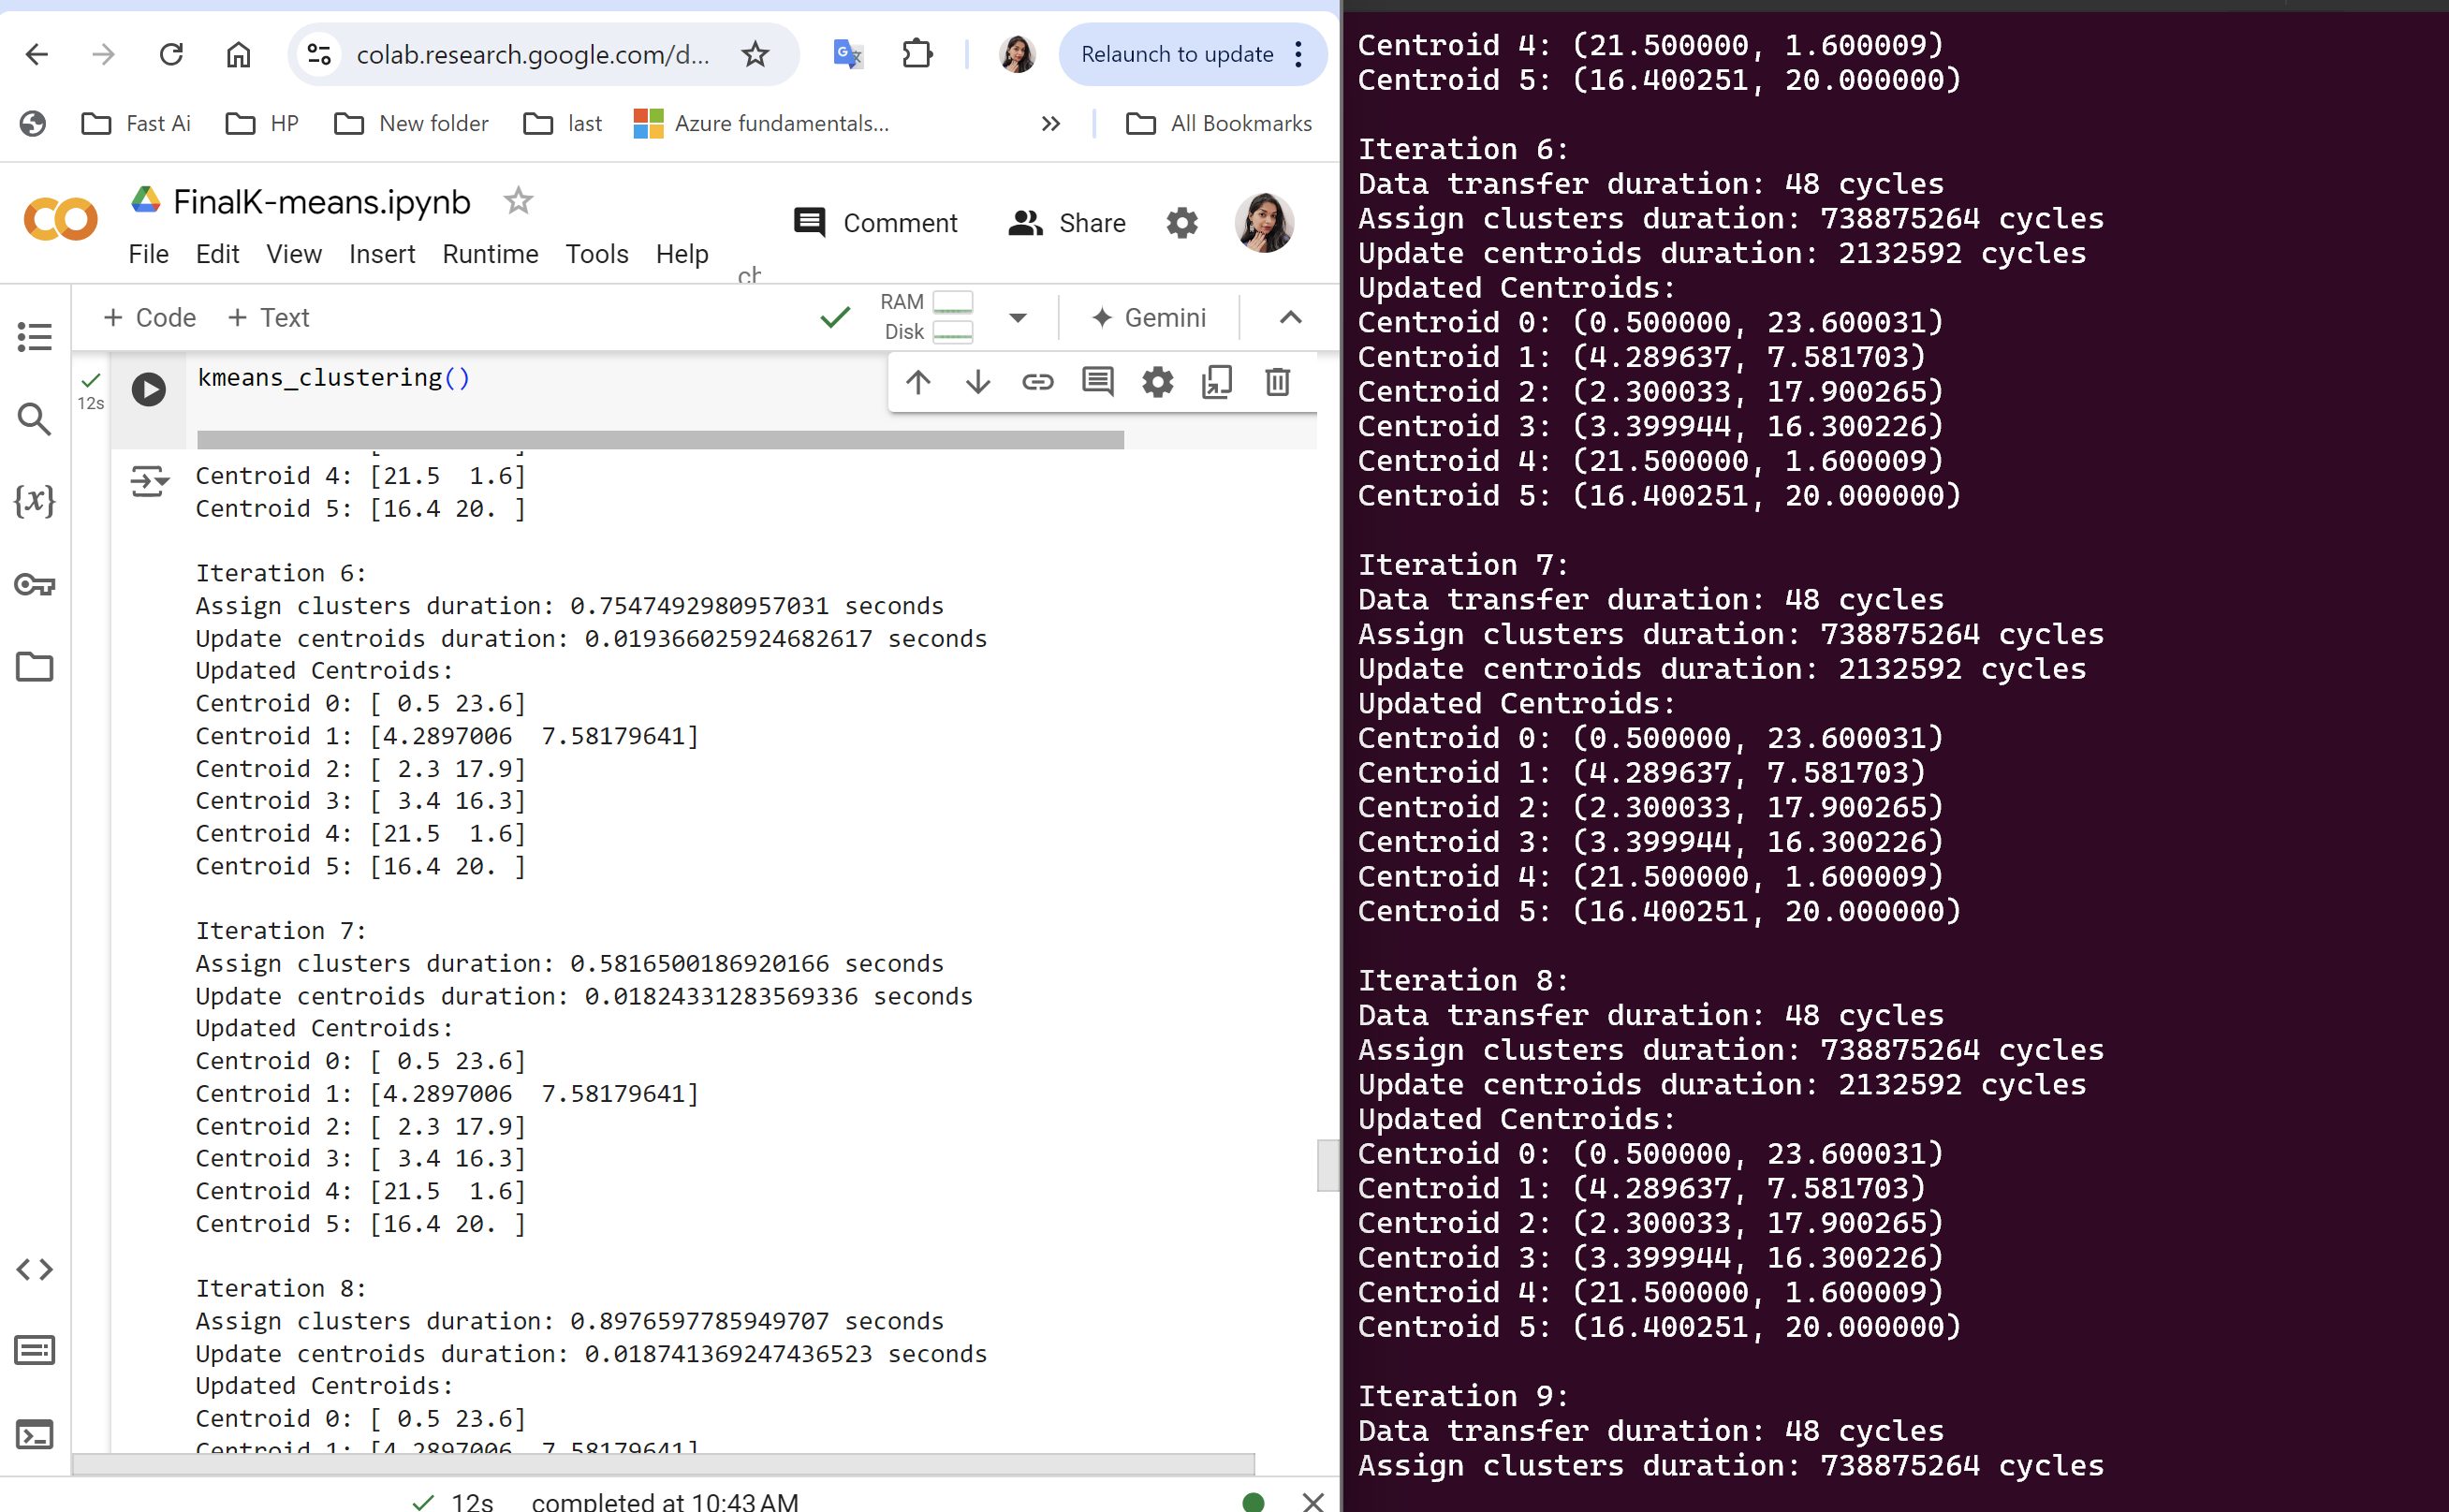 colab.research.google.com/d...
Relaunch to update
Fast Ai
HP
New folder
last
Azure fundamentals...
»
All Bookmarks
FinalK-means.ipynb
Comment
Share
File Edit View Insert Runtime Tools Help
+ Code + Text
RAM
Disk
Gemini
12s
kmeans_clustering()
{x}
Centroid 4: [21.5  1.6]
Centroid 5: [16.4 20. ]
Iteration 6:
Assign clusters duration: 0.7547492980957031 seconds
Update centroids duration: 0.019366025924682617 seconds
Updated Centroids:
Centroid 0: [ 0.5 23.6]
Centroid 1: [4.2897006  7.58179641]
Centroid 2: [ 2.3 17.9]
Centroid 3: [ 3.4 16.3]
Centroid 4: [21.5  1.6]
Centroid 5: [16.4 20. ]
Iteration 7:
Assign clusters duration: 0.5816500186920166 seconds
Update centroids duration: 0.01824331283569336 seconds
Updated Centroids:
Centroid 0: [ 0.5 23.6]
Centroid 1: [4.2897006  7.58179641]
Centroid 2: [ 2.3 17.9]
Centroid 3: [ 3.4 16.3]
Centroid 4: [21.5  1.6]
Centroid 5: [16.4 20. ]
Iteration 8:
Assign clusters duration: 0.8976597785949707 seconds
Update centroids duration: 0.018741369247436523 seconds
Updated Centroids:
Centroid 0: [ 0.5 23.6]
Centroid 1: [4.2897006  7.58179641]
12s completed at 10:43 AM
Centroid 4: (21.500000, 1.600009)
Centroid 5: (16.400251, 20.000000)
Iteration 6:
Data transfer duration: 48 cycles
Assign clusters duration: 738875264 cycles
Update centroids duration: 2132592 cycles
Updated Centroids:
Centroid 0: (0.500000, 23.600031)
Centroid 1: (4.289637, 7.581703)
Centroid 2: (2.300033, 17.900265)
Centroid 3: (3.399944, 16.300226)
Centroid 4: (21.500000, 1.600009)
Centroid 5: (16.400251, 20.000000)
Iteration 7:
Data transfer duration: 48 cycles
Assign clusters duration: 738875264 cycles
Update centroids duration: 2132592 cycles
Updated Centroids:
Centroid 0: (0.500000, 23.600031)
Centroid 1: (4.289637, 7.581703)
Centroid 2: (2.300033, 17.900265)
Centroid 3: (3.399944, 16.300226)
Centroid 4: (21.500000, 1.600009)
Centroid 5: (16.400251, 20.000000)
Iteration 8:
Data transfer duration: 48 cycles
Assign clusters duration: 738875264 cycles
Update centroids duration: 2132592 cycles
Updated Centroids:
Centroid 0: (0.500000, 23.600031)
Centroid 1: (4.289637, 7.581703)
Centroid 2: (2.300033, 17.900265)
Centroid 3: (3.399944, 16.300226)
Centroid 4: (21.500000, 1.600009)
Centroid 5: (16.400251, 20.000000)
Iteration 9:
Data transfer duration: 48 cycles
Assign clusters duration: 738875264 cycles